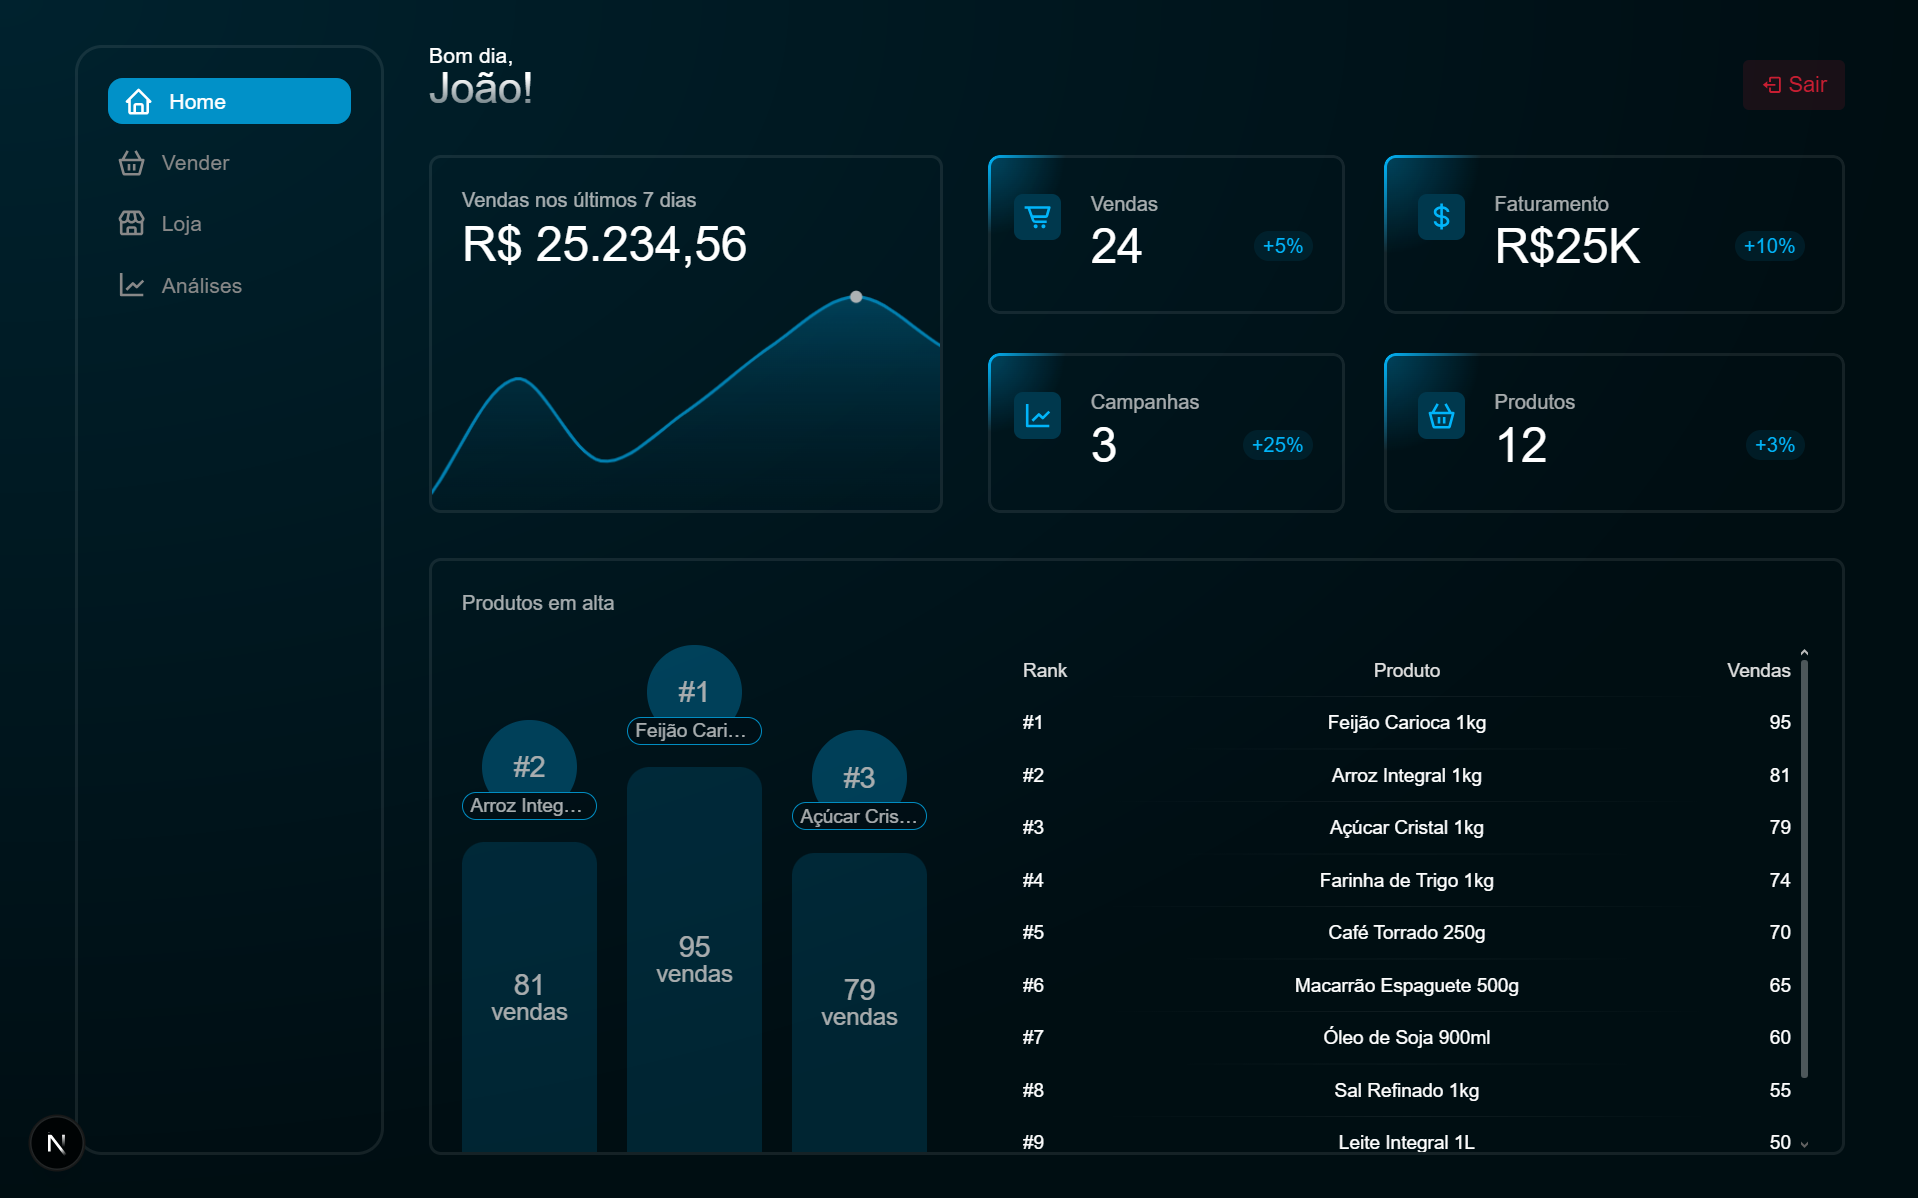 Home
Vender
Loja
Análises
Bom dia,
João!
Sair
Vendas nos últimos 7 dias
R$ 25.234,56
Vendas
24
+5%
Faturamento
R$25K
+10%
Campanhas
3
+25%
Produtos
12
+3%
Produtos em alta
#1
Feijão Cari...
95
vendas
#2
Arroz Integ...
81
vendas
#3
Açúcar Cris...
79
vendas
Rank Produto Vendas
#1 Feijão Carioca 1kg 95
#2 Arroz Integral 1kg 81
#3 Açúcar Cristal 1kg 79
#4 Farinha de Trigo 1kg 74
#5 Café Torrado 250g 70
#6 Macarrão Espaguete 500g 65
#7 Óleo de Soja 900ml 60
#8 Sal Refinado 1kg 55
#9 Leite Integral 1L 50
N